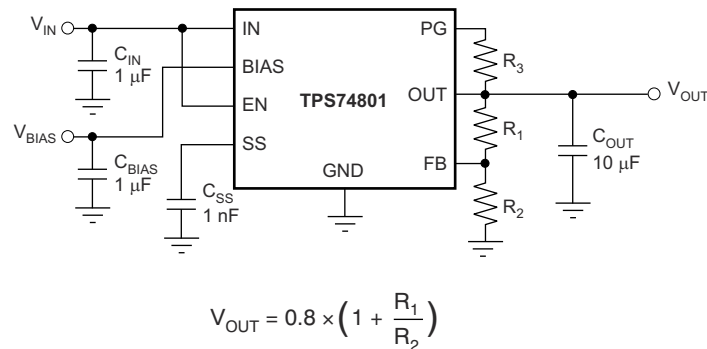 V_IN
C_IN
1 μF
V_BIAS
C_BIAS
1 μF
C_SS
1 nF
IN
BIAS
EN
SS
TPS74801
GND
PG
OUT
FB
R_3
R_1
R_2
V_OUT
C_OUT
10 μF
V_OUT = 0.8 × (1 + R_1/R_2)